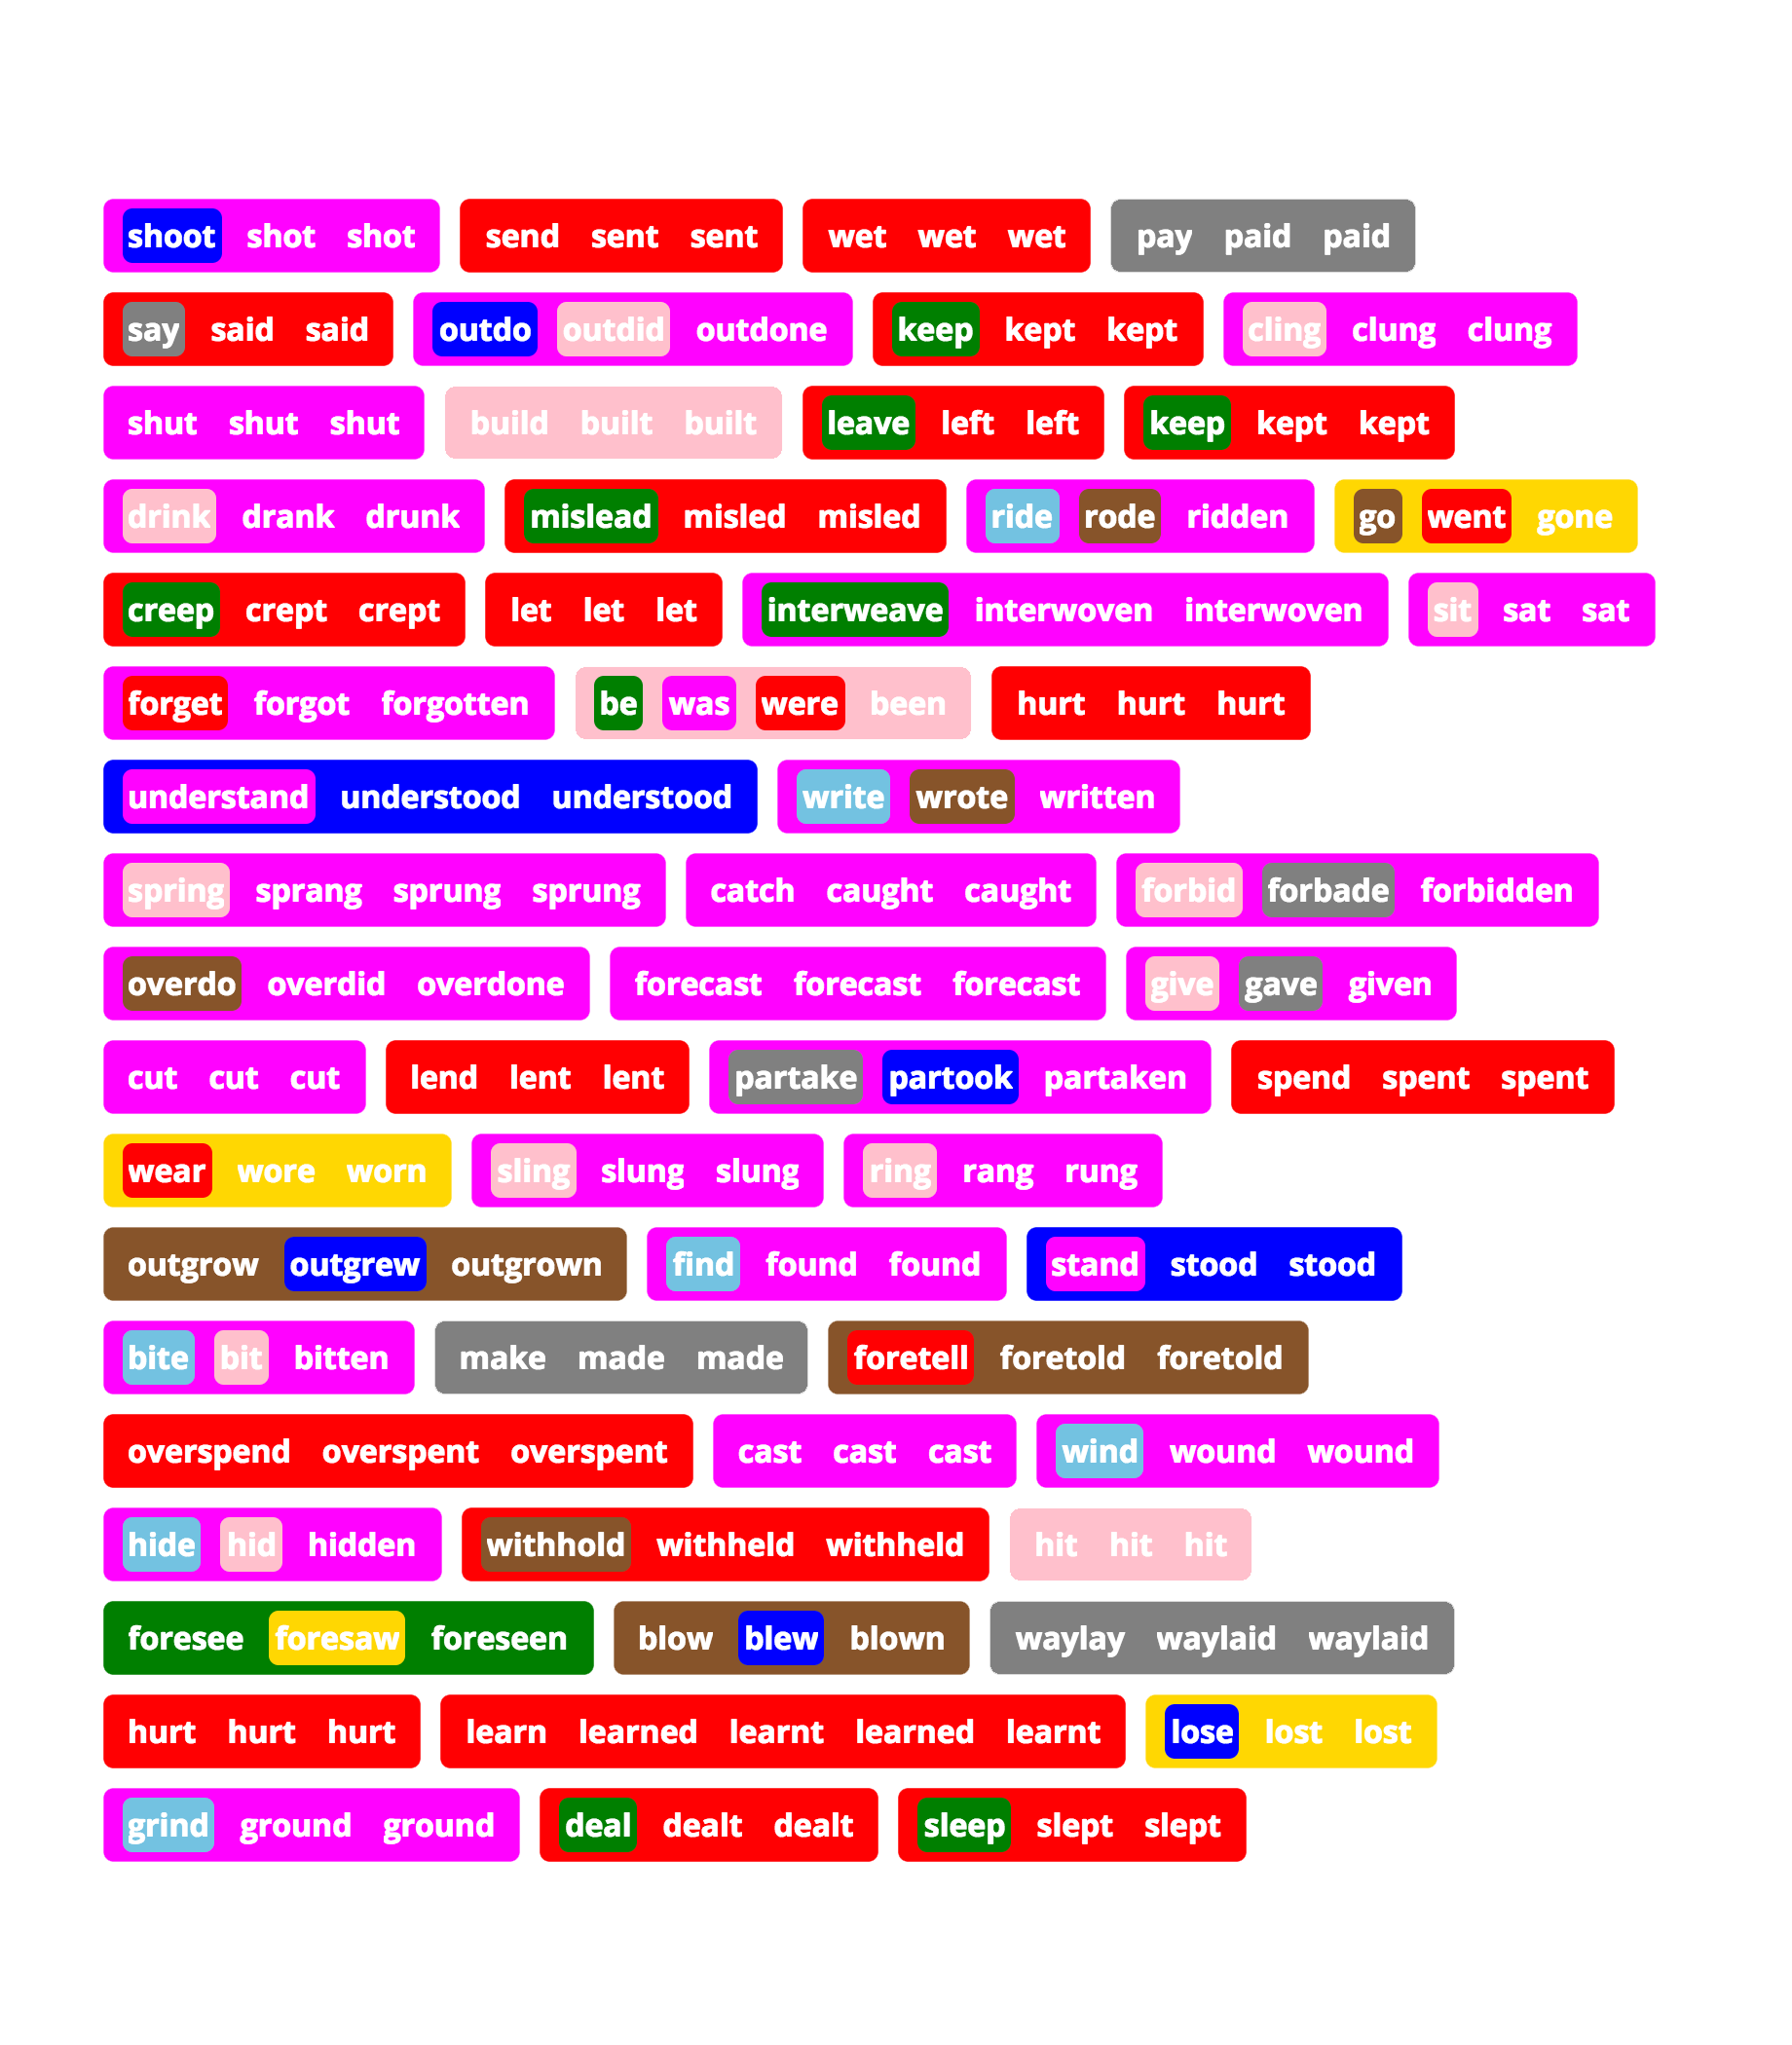 shoot shot shot send sent sent wet wet wet pay paid paid
say said said outdo outdid outdone keep kept kept cling clung clung
shut shut shut build built built leave left left keep kept kept
drink drank drunk mislead misled misled ride rode ridden go went gone
creep crept crept let let let interweave interwoven interwoven sit sat sat
forget forgot forgotten be was were been hurt hurt hurt
understand understood understood write wrote written
spring sprang sprung sprung catch caught caught forbid forbade forbidden
overdo overdid overdone forecast forecast forecast give gave given
cut cut cut lend lent lent partake partook partaken spend spent spent
wear wore worn sling slung slung ring rang rung
outgrow outgrew outgrown find found found stand stood stood
bite bit bitten make made made foretell foretold foretold
overspend overspent overspent cast cast cast wind wound wound
hide hid hidden withhold withheld withheld hit hit hit
foresee foresaw foreseen blow blew blown waylay waylaid waylaid
hurt hurt hurt learn learned learnt learned learnt lose lost lost
grind ground ground deal dealt dealt sleep slept slept